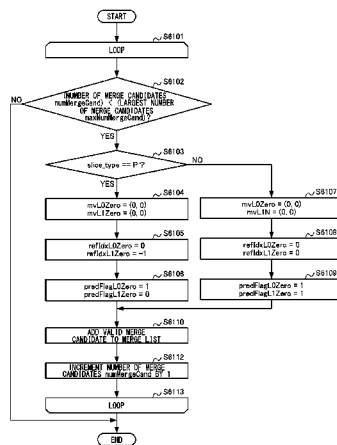 START
S6101
LOOP
S6102
NO
(NUMBER OF MERGE CANDIDATES
numMergeCand) < (LARGEST NUMBER
OF MERGE CANDIDATES
maxNumMergeCand)?
YES
S6103
slice_type == P ?
NO
YES
S6104
mvL0Zero = (0, 0)
mvL1Zero = (0, 0)
S6105
refIdxL0Zero = 0
refIdxL1Zero = -1
S6106
predFlagL0Zero = 1
predFlagL1Zero = 0
S6107
mvL0Zero = (0, 0)
mvL1N = (0, 0)
S6108
refIdxL0Zero = 0
refIdxL1Zero = 0
S6109
predFlagL0Zero = 1
predFlagL1Zero = 1
S6110
ADD VALID MERGE
CANDIDATE TO MERGE LIST
S6112
INCREMENT NUMBER OF MERGE
CANDIDATES numMergeCand BY 1
S6113
LOOP
END